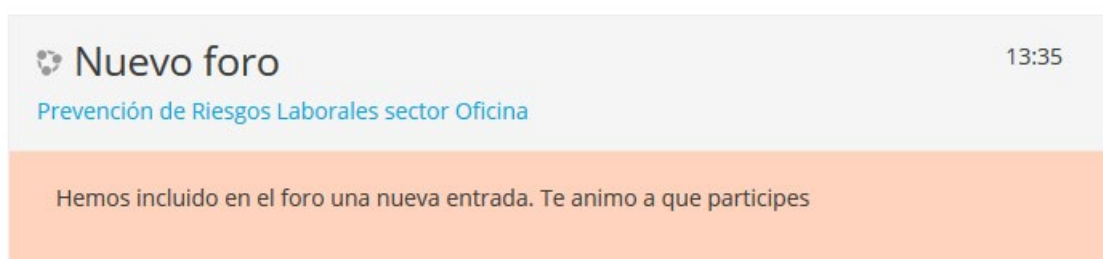 Nuevo foro
13:35
Prevención de Riesgos Laborales sector Oficina
Hemos incluido en el foro una nueva entrada. Te animo a que participes